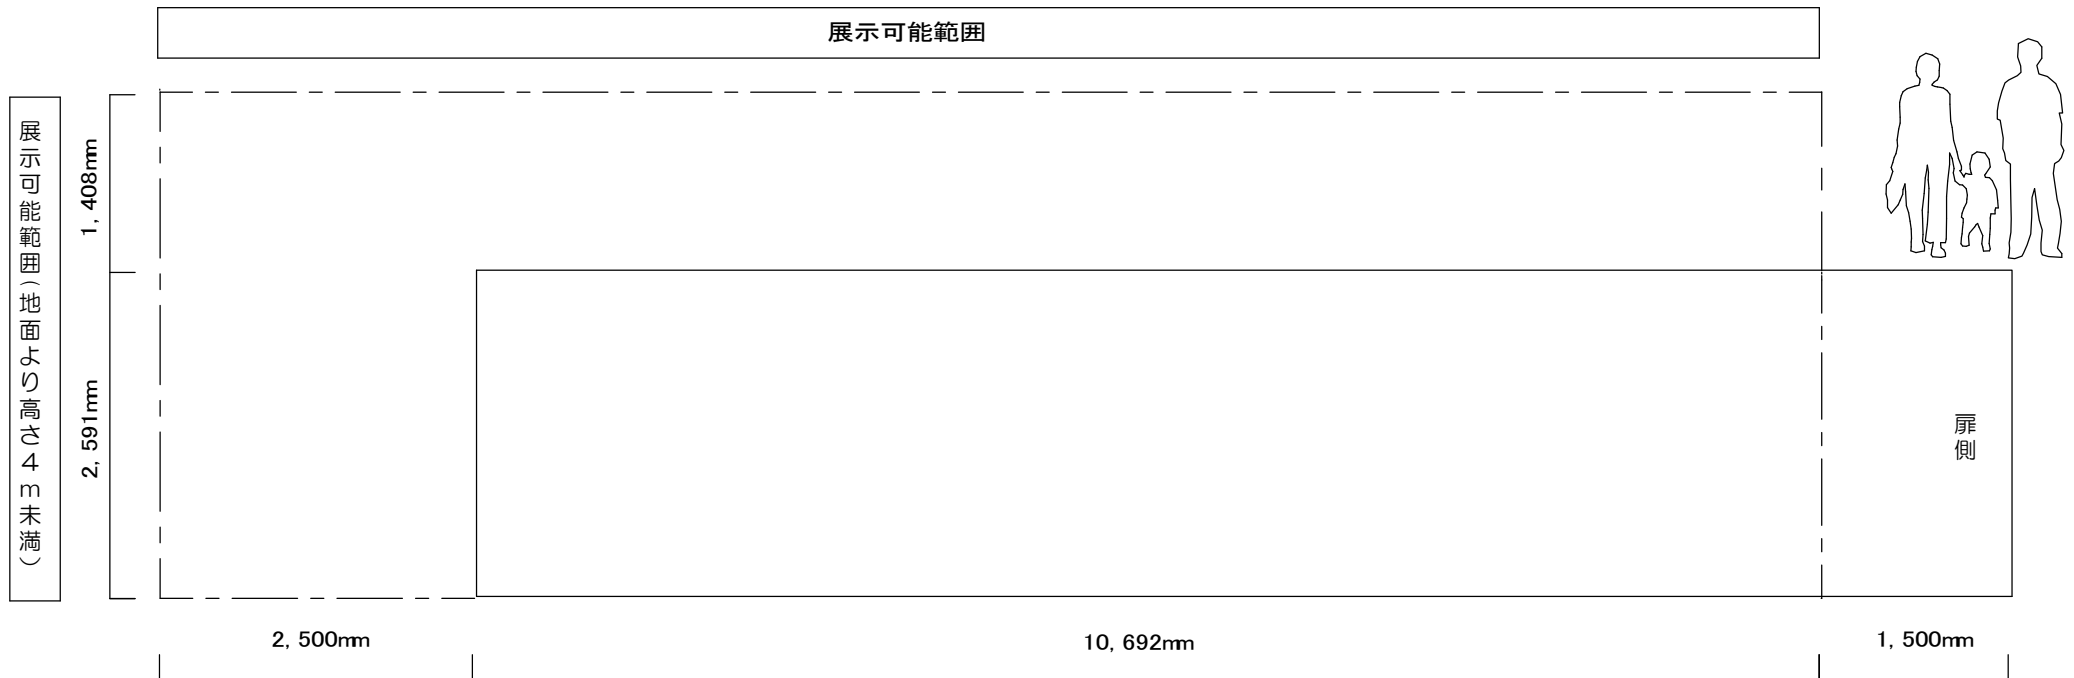 展示可能範囲
展示可能範囲(地面より高さ4m未満)
1,408mm
2,591mm
扉側
2,500mm
10,692mm
1,500mm